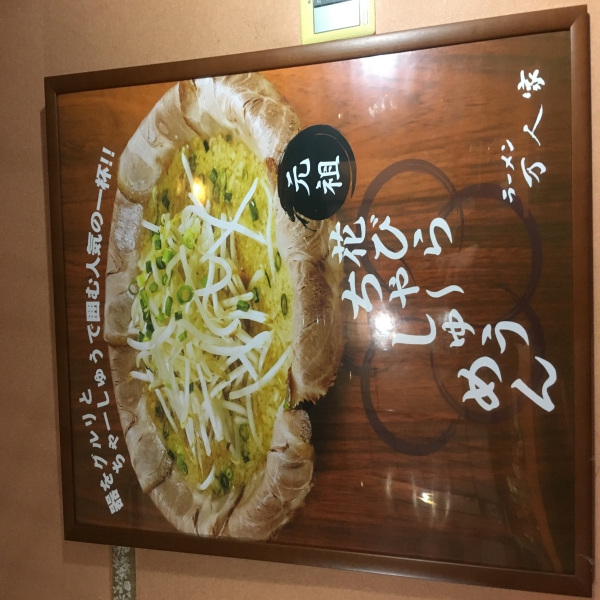 器をグルリと
ちゃーしゅうで囲む人気の一杯!!
元祖
花びら
ちゃ〜
しゅう
めん
ラーメン
万人家